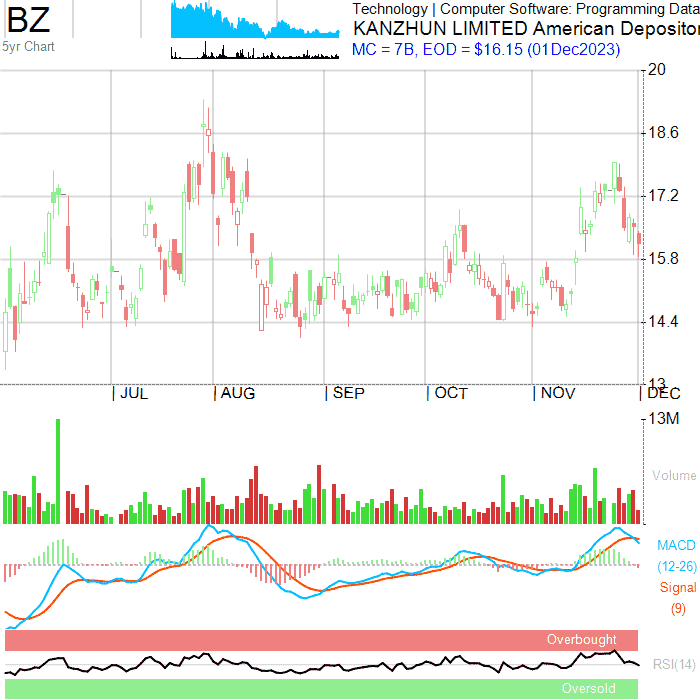 BZ
5yr Chart
Technology | Computer Software: Programming Data
KANZHUN LIMITED American Depositor
MC = 7B, EOD = $16.15 (01Dec2023)
20
18.6
17.2
15.8
14.4
13
| JUL | AUG | SEP | OCT | NOV | DEC
13M
Volume
MACD
(12-26)
Signal
(9)
Overbought
RSI(14)
Oversold